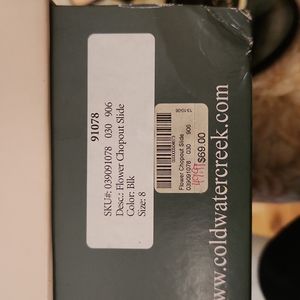 91078
SKU#: 039091078 030 906
Desc.: Flower Chopout Slide
Color: Blk
Size: 8
Flower Chopout Slide
039091078 030 906
$69.00
www.coldwatercreek.com